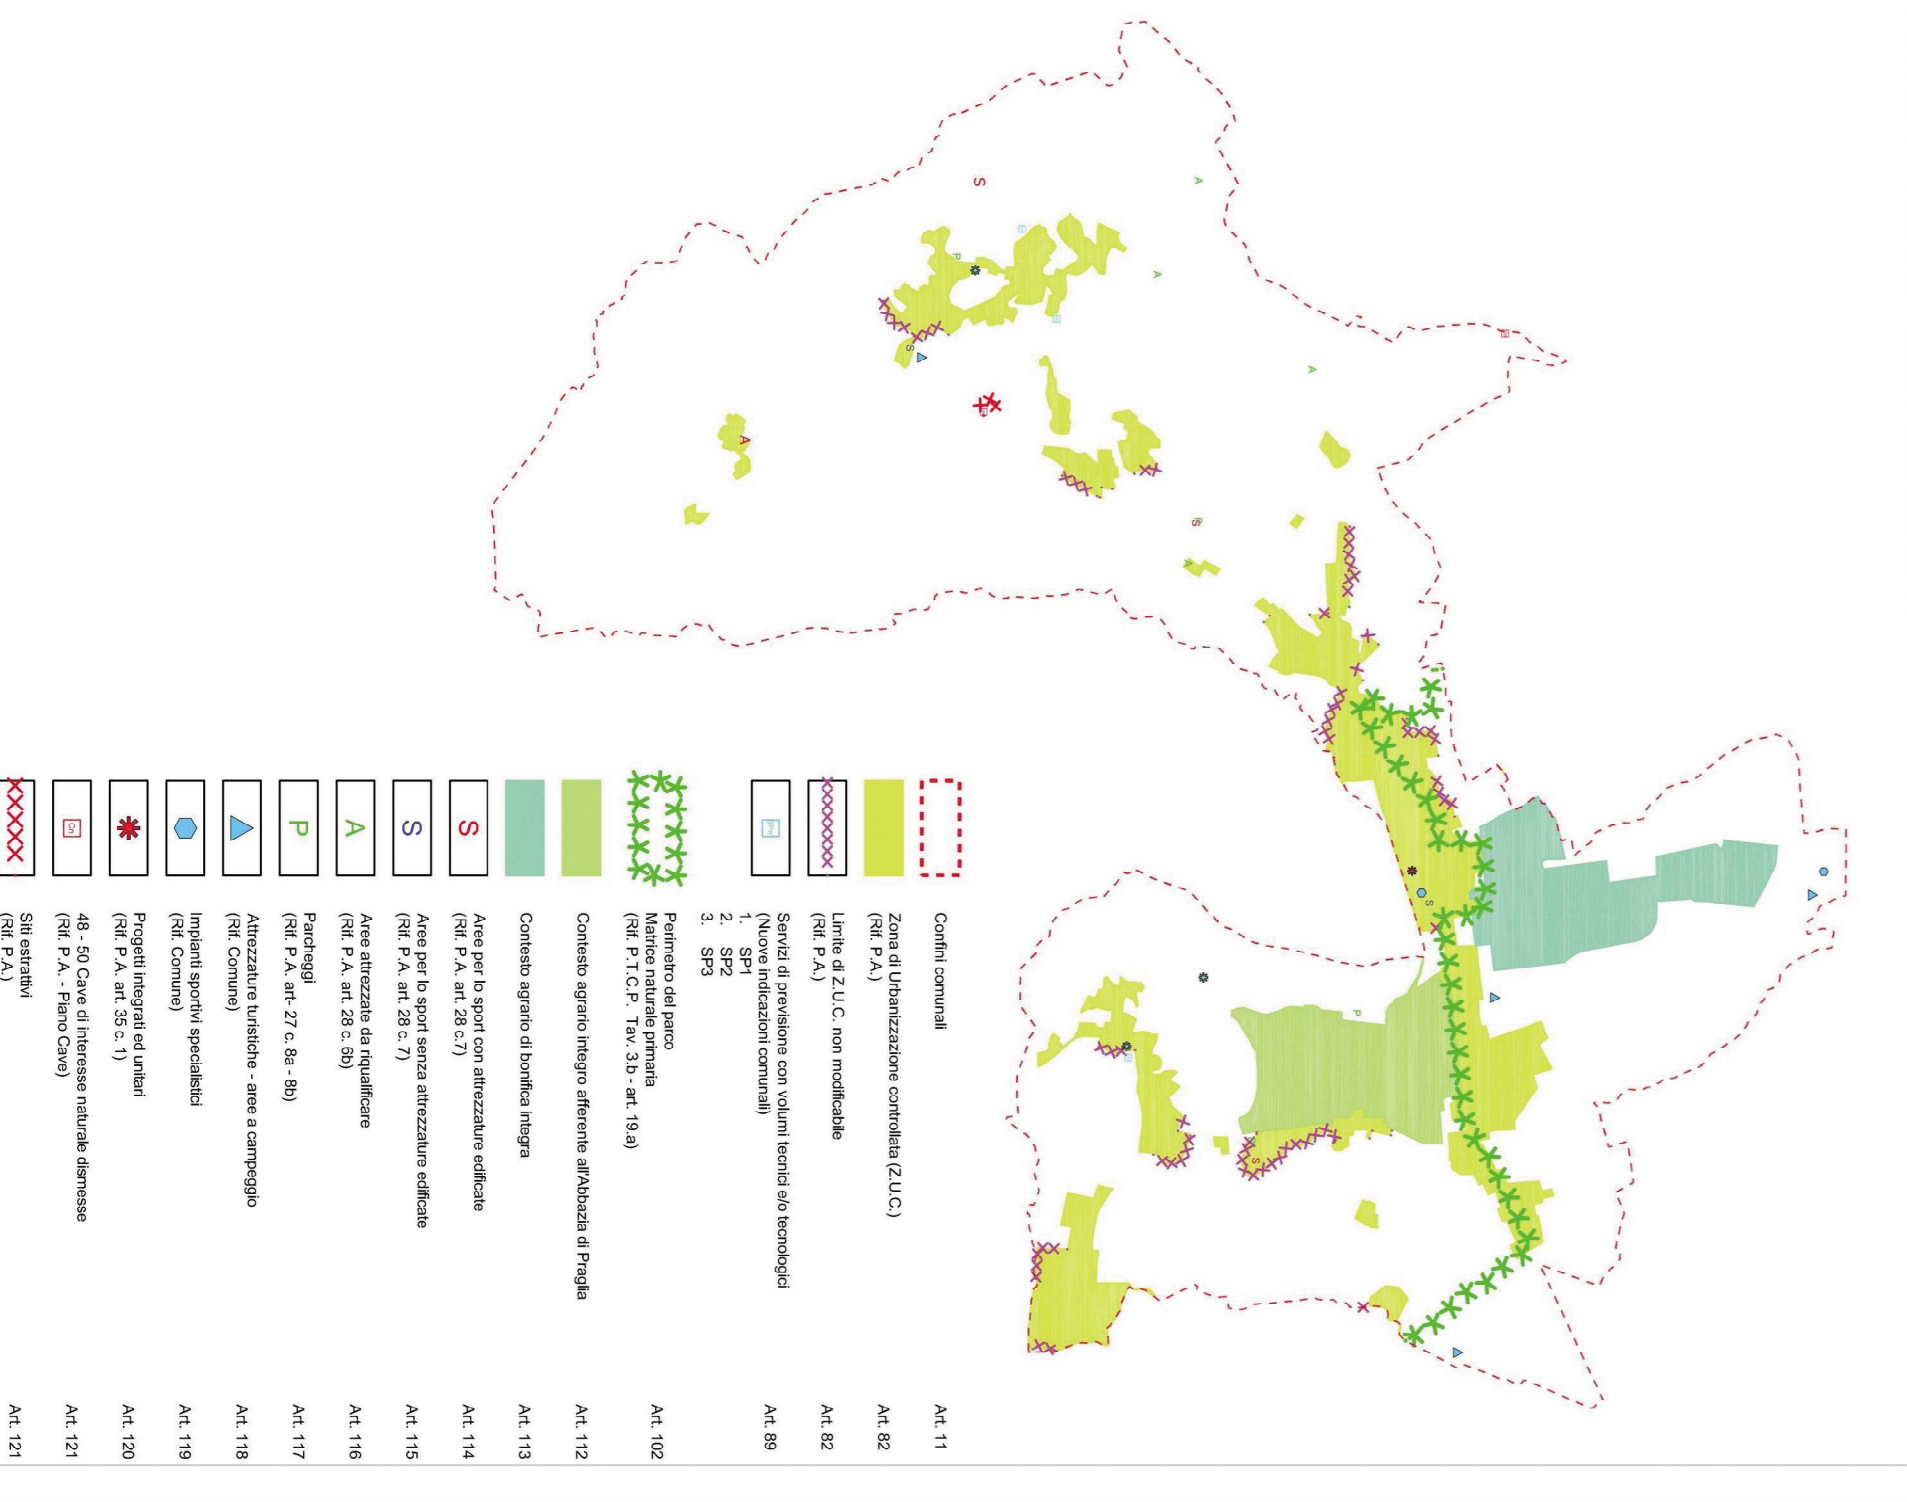 Confini comunali
Art. 11
Zona di Urbanizzazione controllata (Z.U.C.)
(Rif. P.A.)
Art. 82
Limite di Z.U.C. non modificabile
(Rif. P.A.)
Art. 82
Servizi di previsione con volumi tecnici e/o tecnologici
(Nuove indicazioni comunali)
1. SP1
2. SP2
3. SP3
Art. 89
Perimetro del parco
Matrice naturale primaria
(Rif. P.T.C.P. Tav. 3.b - art. 19.a)
Art. 102
Contesto agrario integro afferente all'Abbazia di Praglia
Art. 112
Contesto agrario di bonifica integra
Art. 113
S
Aree per lo sport con attrezzature edificate
(Rif. P.A. art. 28 c.7)
Art. 114
S
Aree per lo sport senza attrezzature edificate
(Rif. P.A. art. 28 c. 7)
Art. 115
A
Aree attrezzate da riqualificare
(Rif. P.A. art. 28 c. 6b)
Art. 116
P
Parcheggi
(Rif. P.A. art- 27 c. 8a - 8b)
Art. 117
Attrezzature turistiche - aree a campeggio
(Rif. Comune)
Art. 118
Impianti sportivi specialistici
(Rif. Comune)
Art. 119
Progetti integrati ed unitari
(Rif. P.A. art. 35 c. 1)
Art. 120
Cn
48 - 50 Cave di interesse naturale dismesse
(Rif. P.A. - Piano Cave)
Art. 121
Siti estrattivi
(Rif. P.A.)
Art. 121
S
A
P
A
S
A
A
S
A
S
P
S